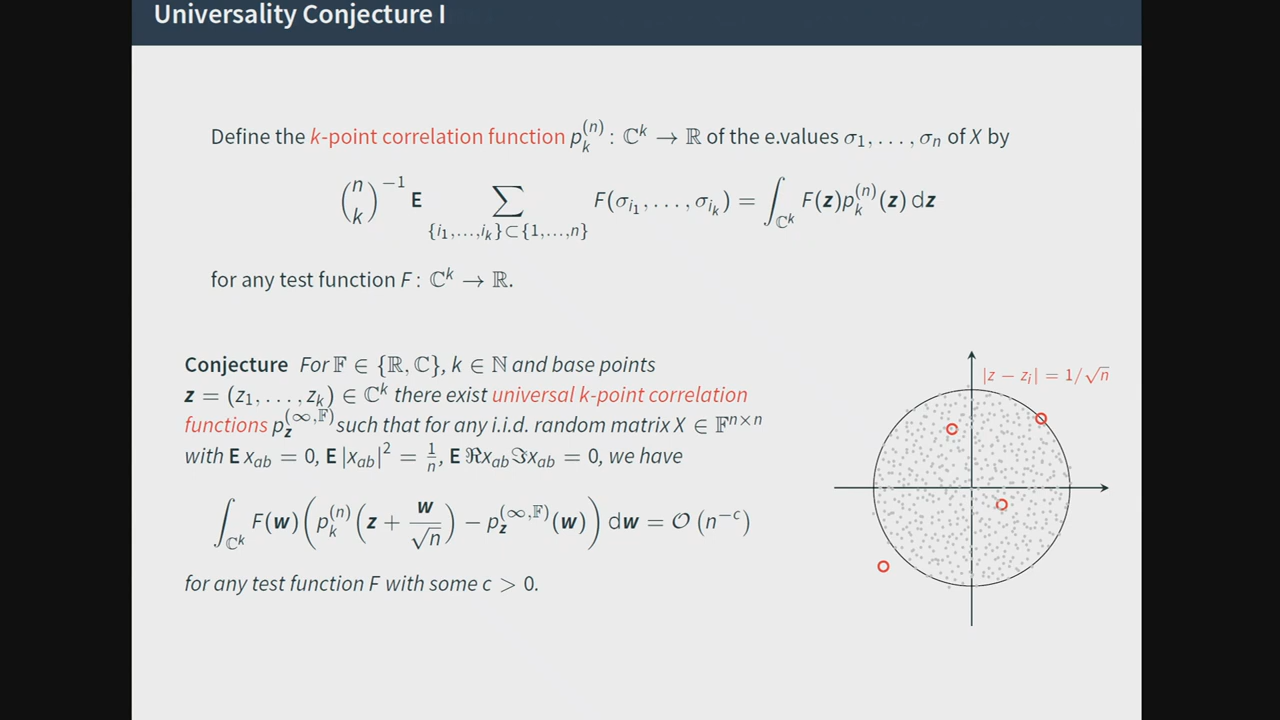 Universality Conjecture I
Define the k-point correlation function p_k^{(n)} : ℂ^k → ℝ of the e.values σ_1, . . . , σ_n of X by
\binom{n}{k}^{-1} E ∑_{\{i_1,...,i_k\}⊂\{1,...,n\}} F(σ_{i_1}, . . . , σ_{i_k}) = ∫_{ℂ^k} F(z)p_k^{(n)}(z) dz
for any test function F : ℂ^k → ℝ.
Conjecture For 𝔽 ∈ {ℝ, ℂ}, k ∈ ℕ and base points
z = (z_1, . . . , z_k) ∈ ℂ^k there exist universal k-point correlation
functions p_z^{(∞,𝔽)} such that for any i.i.d. random matrix X ∈ 𝔽^{n×n}
with E x_{ab} = 0, E |x_{ab}|^2 = \frac{1}{n}, E ℜx_{ab}ℑx_{ab} = 0, we have
∫_{ℂ^k} F(w)(p_k^{(n)}(z + \frac{w}{\sqrt{n}}) − p_z^{(∞,𝔽)}(w)) dw = 𝒪(n^{-c})
for any test function F with some c > 0.
|z − z_i| = 1/√n